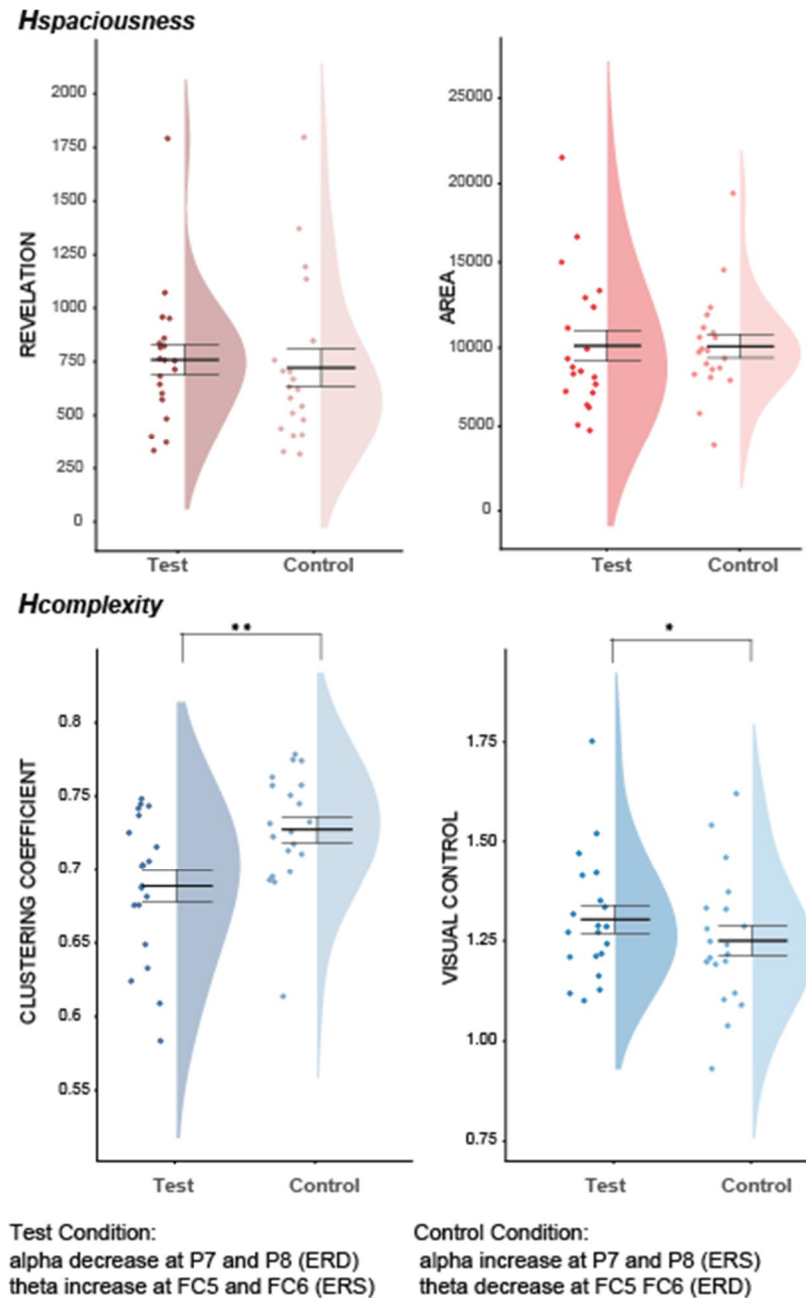 Hspaciousness
REVELATION
2000
1750
1500
1250
1000
750
500
250
0
Test
Control
AREA
25000
20000
15000
10000
5000
0
Test
Control
Hcomplexity
**
CLUSTERING COEFFICIENT
0.8
0.75
0.7
0.65
0.6
0.55
Test
Control
*
VISUAL CONTROL
1.75
1.50
1.25
1.00
0.75
Test
Control
Test Condition:
alpha decrease at P7 and P8 (ERD)
theta increase at FC5 and FC6 (ERS)
Control Condition:
alpha increase at P7 and P8 (ERS)
theta decrease at FC5 FC6 (ERD)